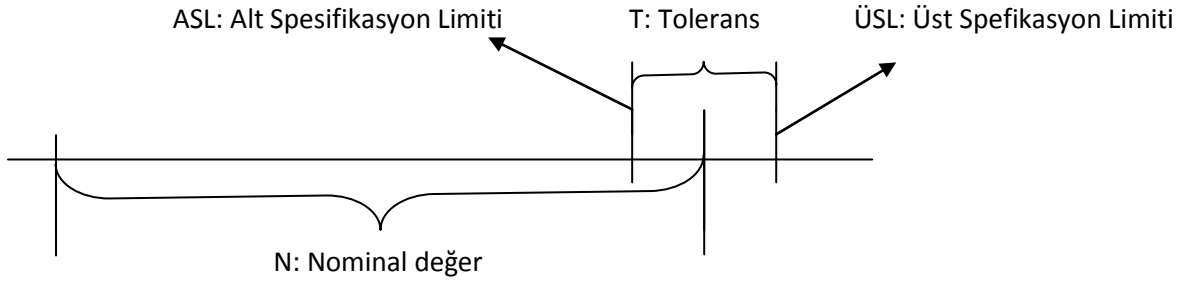 ASL: Alt Spesifikasyon Limiti T: Tolerans ÜSL: Üst Spefikasyon Limiti
N: Nominal değer